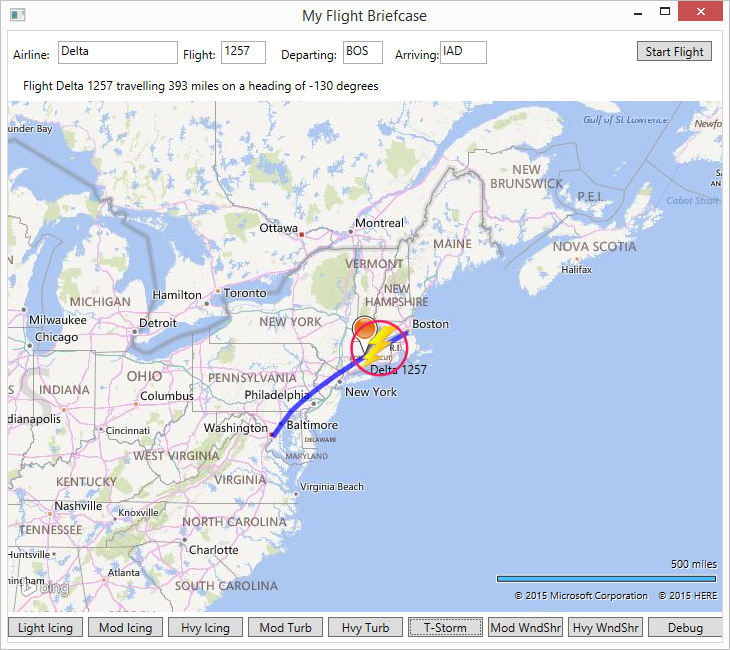 My Flight Briefcase
Airline: Delta Flight: 1257 Departing: BOS Arriving: IAD Start Flight
Flight Delta 1257 travelling 393 miles on a heading of -130 degrees
Gulf of St Lawrence
under Bay
Newfo
NEW
BRUNSWICK
P.E.I.
Cabot Strait
Ottawa
Montreal
MAINE
NOVA SCOTIA
VERMONT
Halifax
Hamilton
Toronto
NEW
HAMPSHIRE
MICHIGAN
Milwaukee
Detroit
NEW YORK
Boston
Chicago
R.I.
Delta 1257
OHIO
PENNSYLVANIA
INDIANA
Columbus
Philadelphia
New York
dianapolis
Cincinnati
Washington
Baltimore
DELAWARE
WEST VIRGINIA
MARYLAND
KENTUCKY
VIRGINIA
Virginia Beach
Nashville
Knoxville
NORTH CAROLINA
TENNESSEE
Charlotte
Huntsville
500 miles
Atlanta
mingham
bing
SOUTH CAROLINA
© 2015 Microsoft Corporation © 2015 HERE
Light Icing Mod Icing Hvy Icing Mod Turb Hvy Turb T-Storm Mod WndShr Hvy WndShr Debug